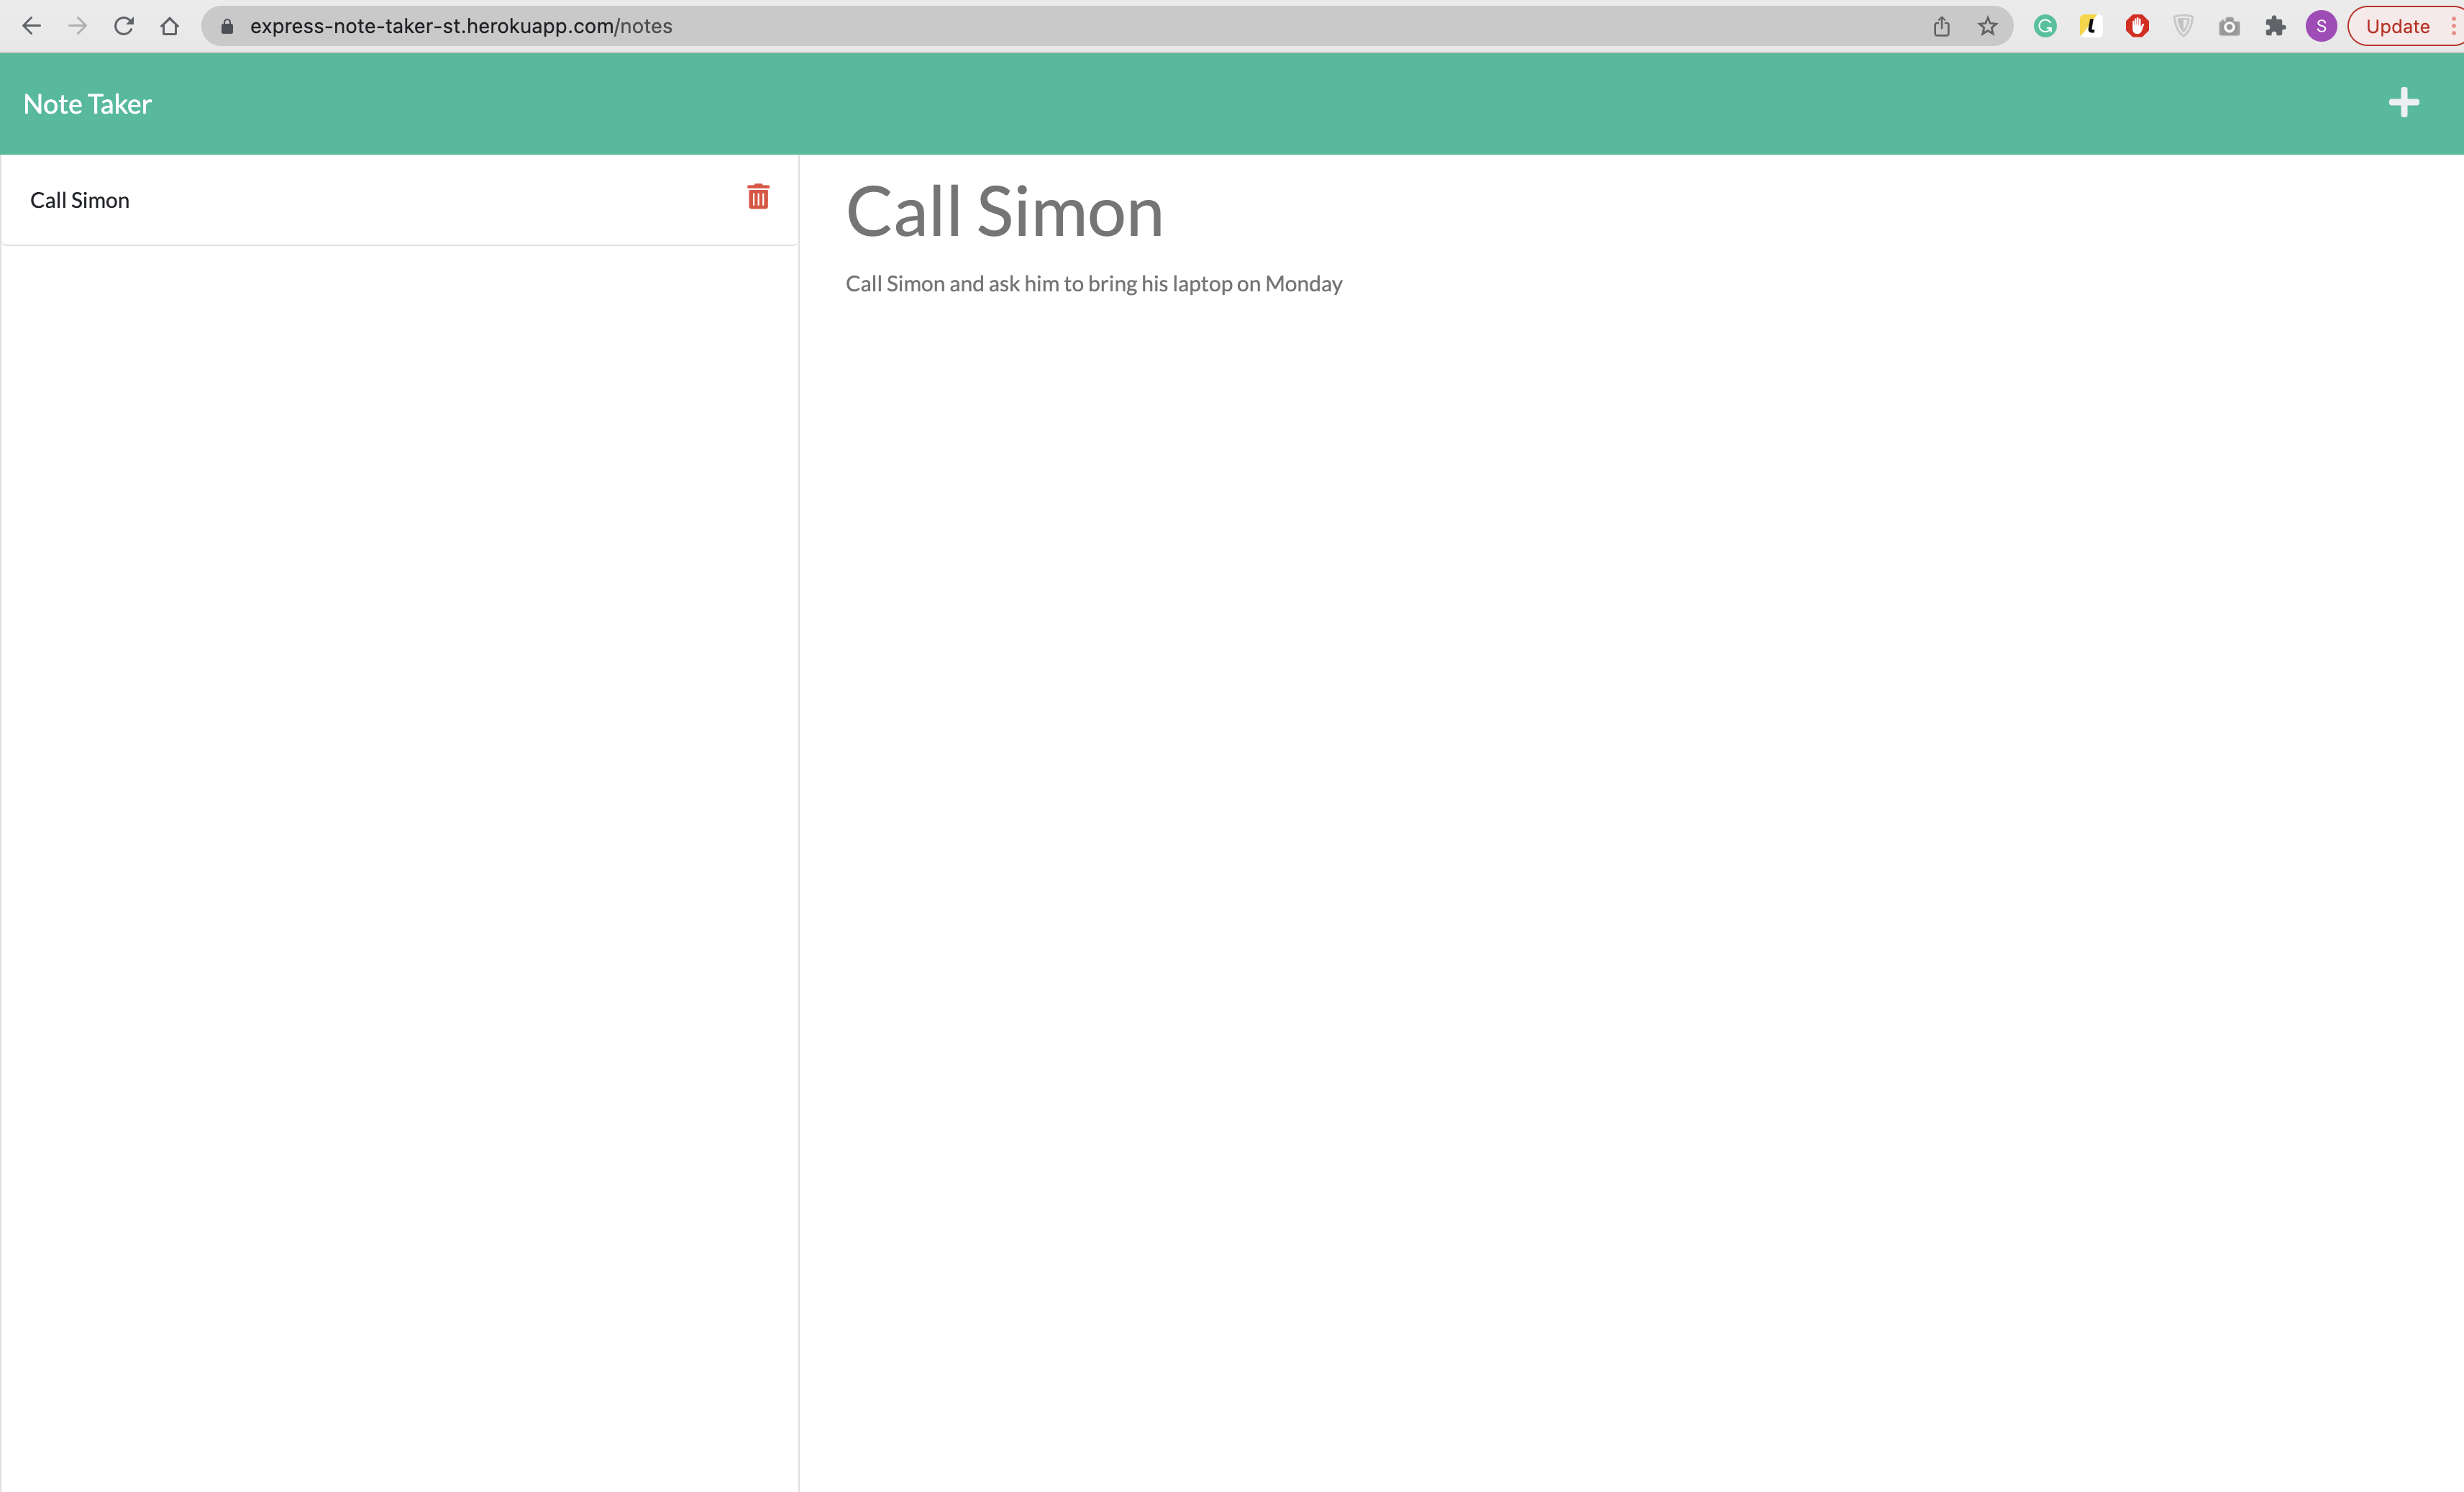 express-note-taker-st.herokuapp.com/notes
S
Update
Note Taker
Call Simon
Call Simon
Call Simon and ask him to bring his laptop on Monday